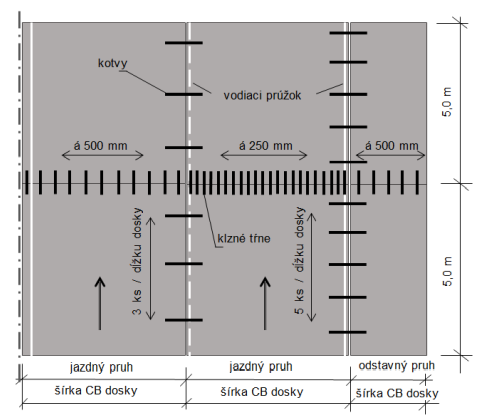 kotvy
vodiaci prúžok
á 500 mm
á 250 mm
á 500 mm
5,0 m
klzné tŕne
3 ks / dĺžku dosky
5 ks / dĺžku dosky
5,0 m
jazdný pruh
jazdný pruh
odstavný pruh
šírka CB dosky
šírka CB dosky
šírka CB dosky